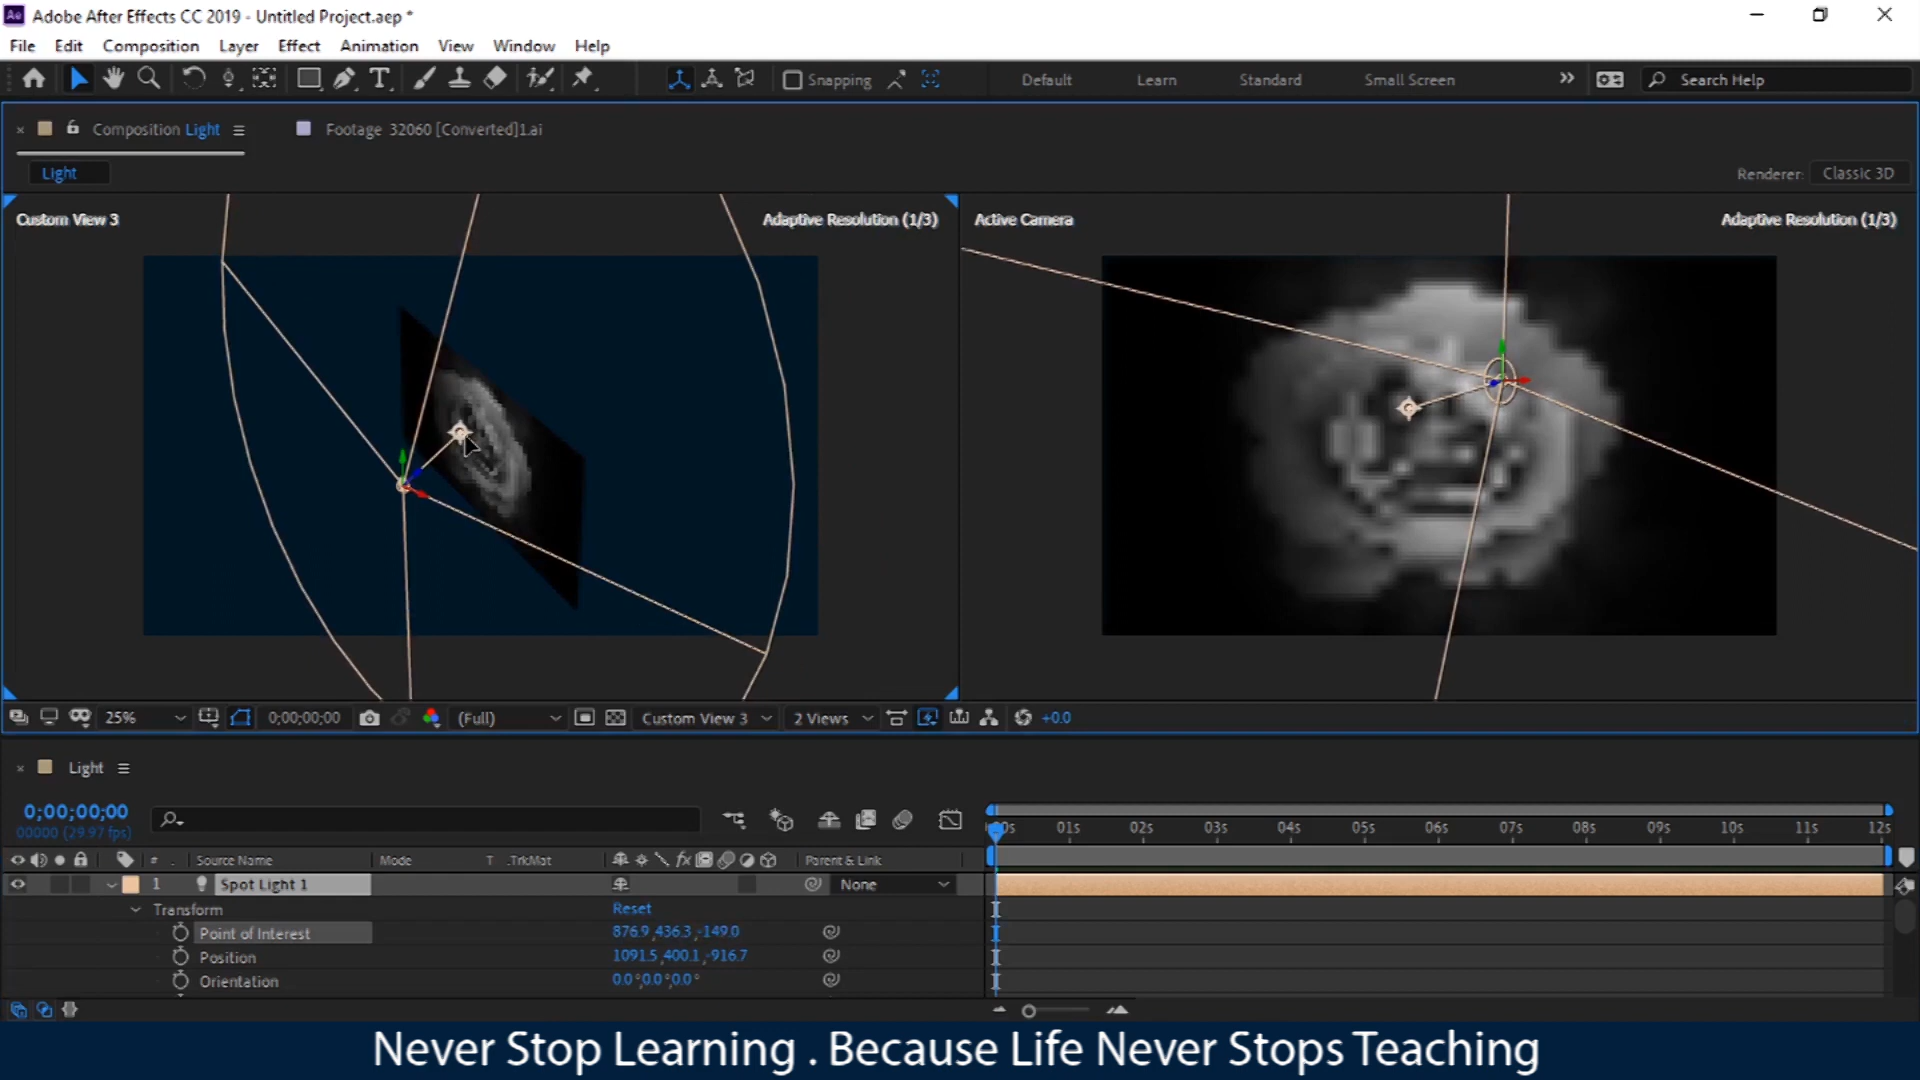 Adobe After Effects CC 2019 - Untitled Project.aep *
File Edit Composition Layer Effect Animation View Window Help
T Snapping Default Learn Standard Small Screen Search Help
× Composition Light Footage 32060 [Converted]1.ai
Light Renderer: Classic 3D
Custom View 3 Adaptive Resolution (1/3) Active Camera Adaptive Resolution (1/3)
25% 0;00;00;00 (Full) Custom View 3 2 Views +0.0
× Light
0;00;00;00
00000 (29.97 fps) 01s 02s 03s 04s 05s 06s 07s 08s 09s 10s 11s 12s
# . Source Name Mode T .TrkMat fx Parent & Link
1 Spot Light 1 None
Transform Reset
Point of Interest 876.9,436.3,-149.0
Position 1091.5,400.1,-916.7
Orientation 0.0°,0.0°,0.0°
Never Stop Learning . Because Life Never Stops Teaching